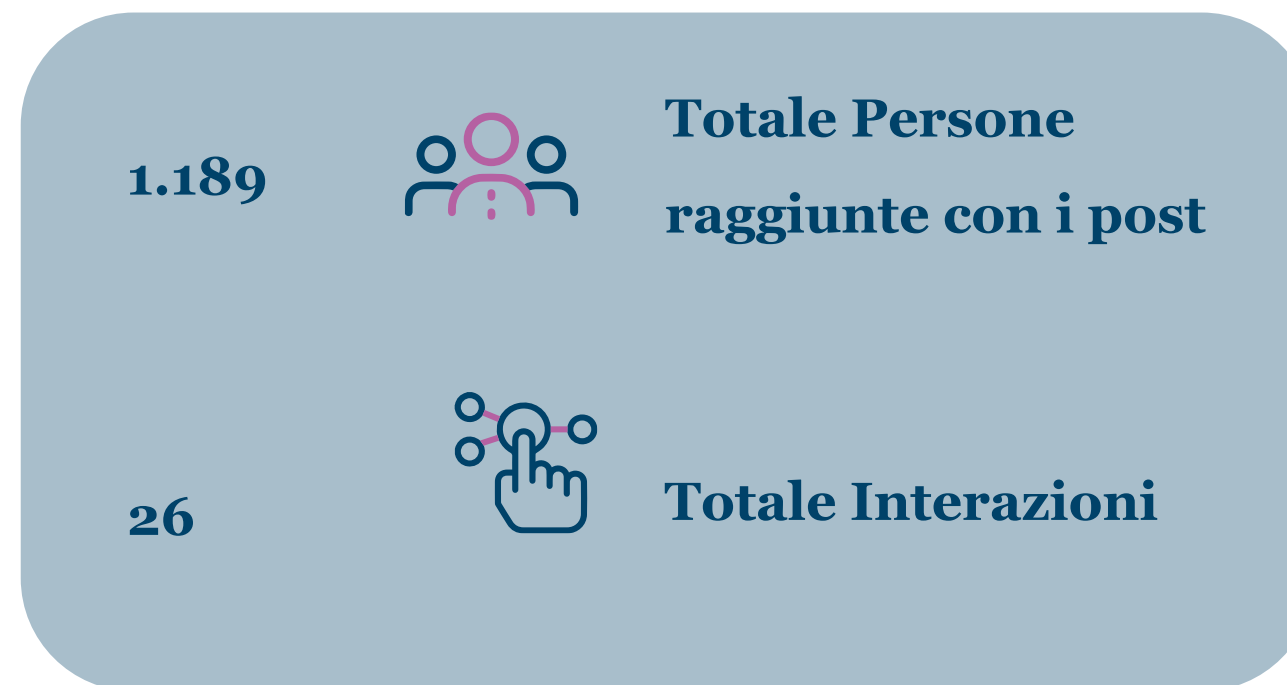 1.189
Totale Persone
raggiunte con i post
26
Totale Interazioni